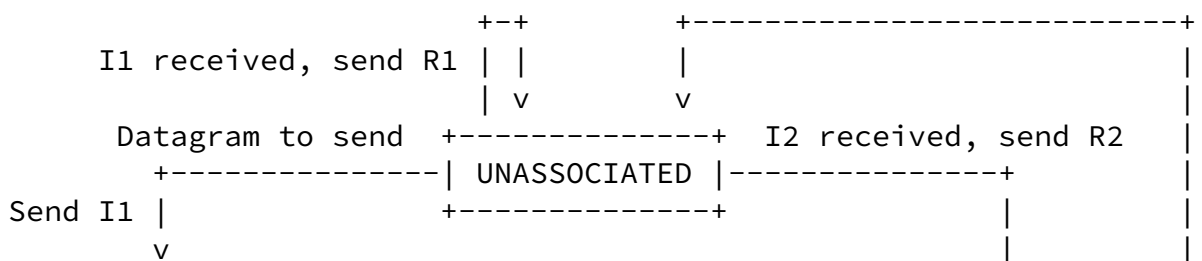 I1 received, send R1
Datagram to send
I2 received, send R2
UNASSOCIATED
Send I1